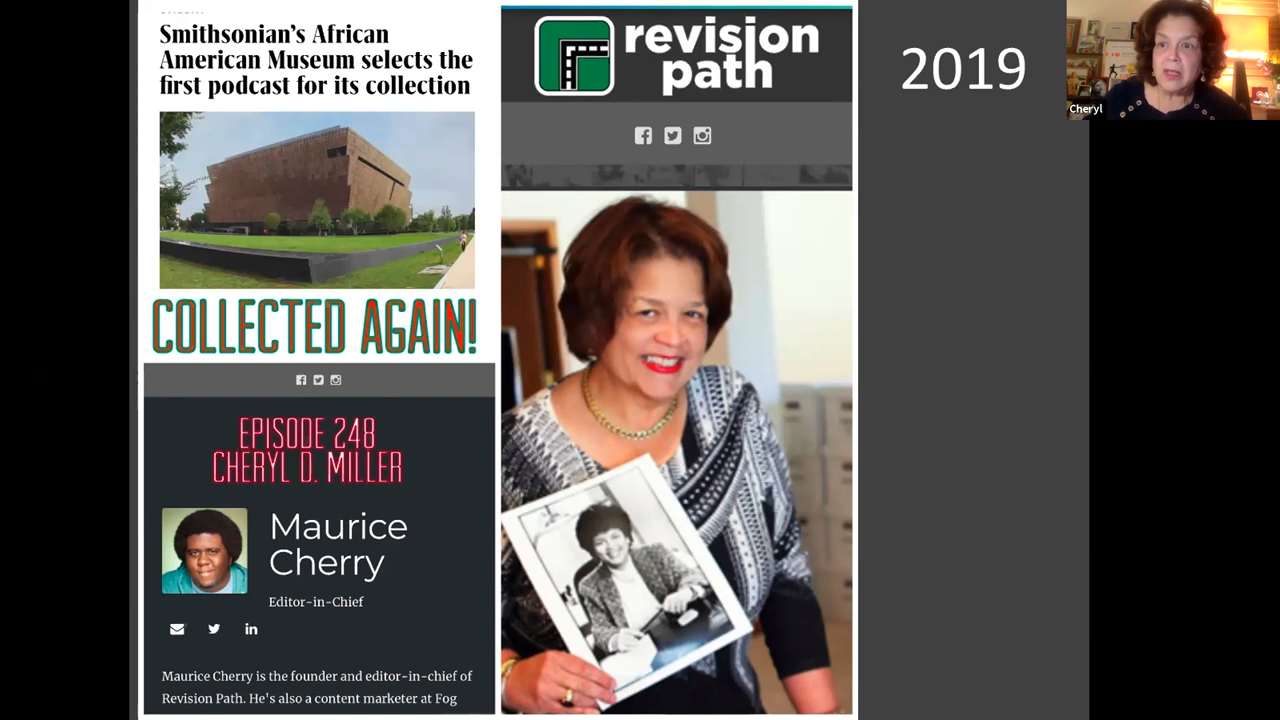 Smithsonian's African
American Museum selects the
first podcast for its collection
COLLECTED AGAIN!
EPISODE 248
CHERYL D. MILLER
Maurice
Cherry
Editor-in-Chief
Maurice Cherry is the founder and editor-in-chief of
Revision Path. He's also a content marketer at Fog
revision
path
2019
Cheryl